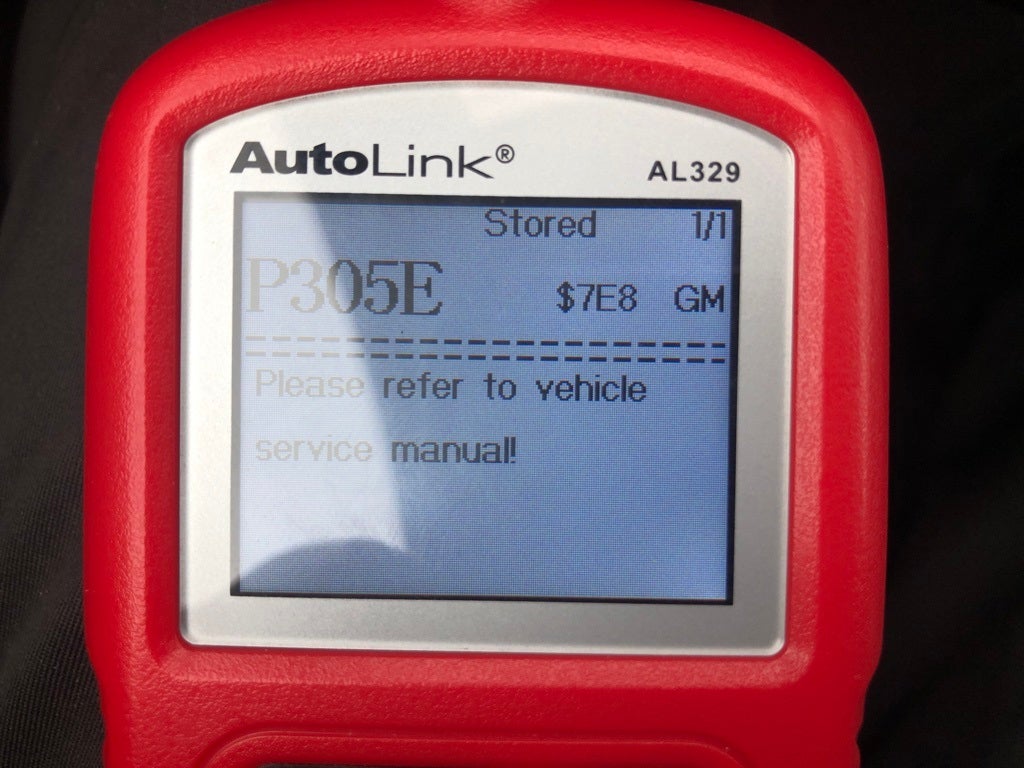 AutoLink®
AL329
Stored 1/1
P305E $7E8 GM
Please refer to vehicle
service manual!